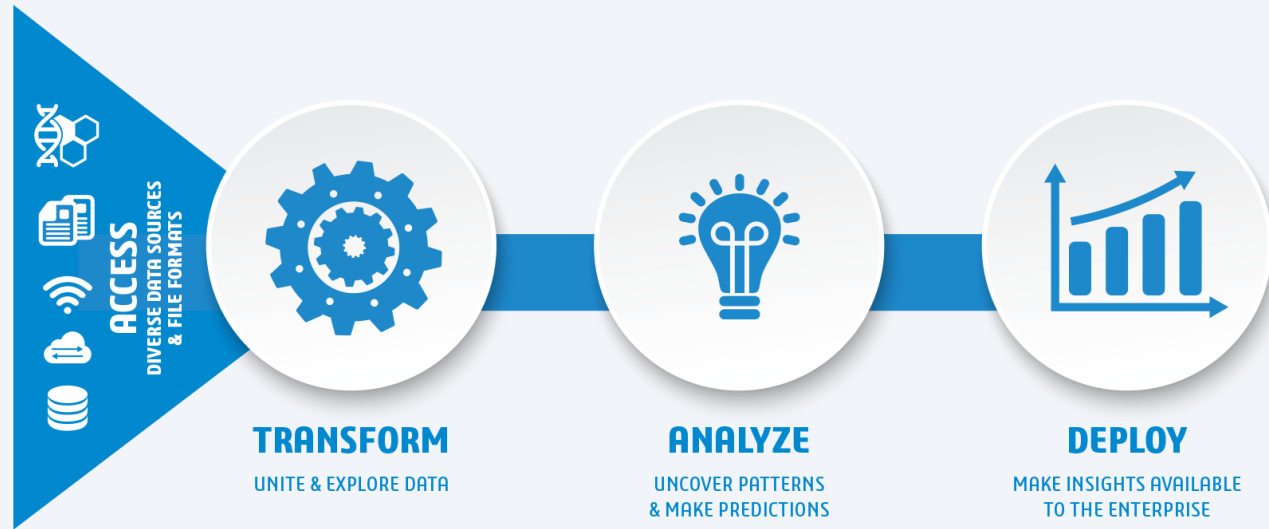 ACCESS
DIVERSE DATA SOURCES
& FILE FORMATS
TRANSFORM
UNITE & EXPLORE DATA
ANALYZE
UNCOVER PATTERNS
& MAKE PREDICTIONS
DEPLOY
MAKE INSIGHTS AVAILABLE
TO THE ENTERPRISE